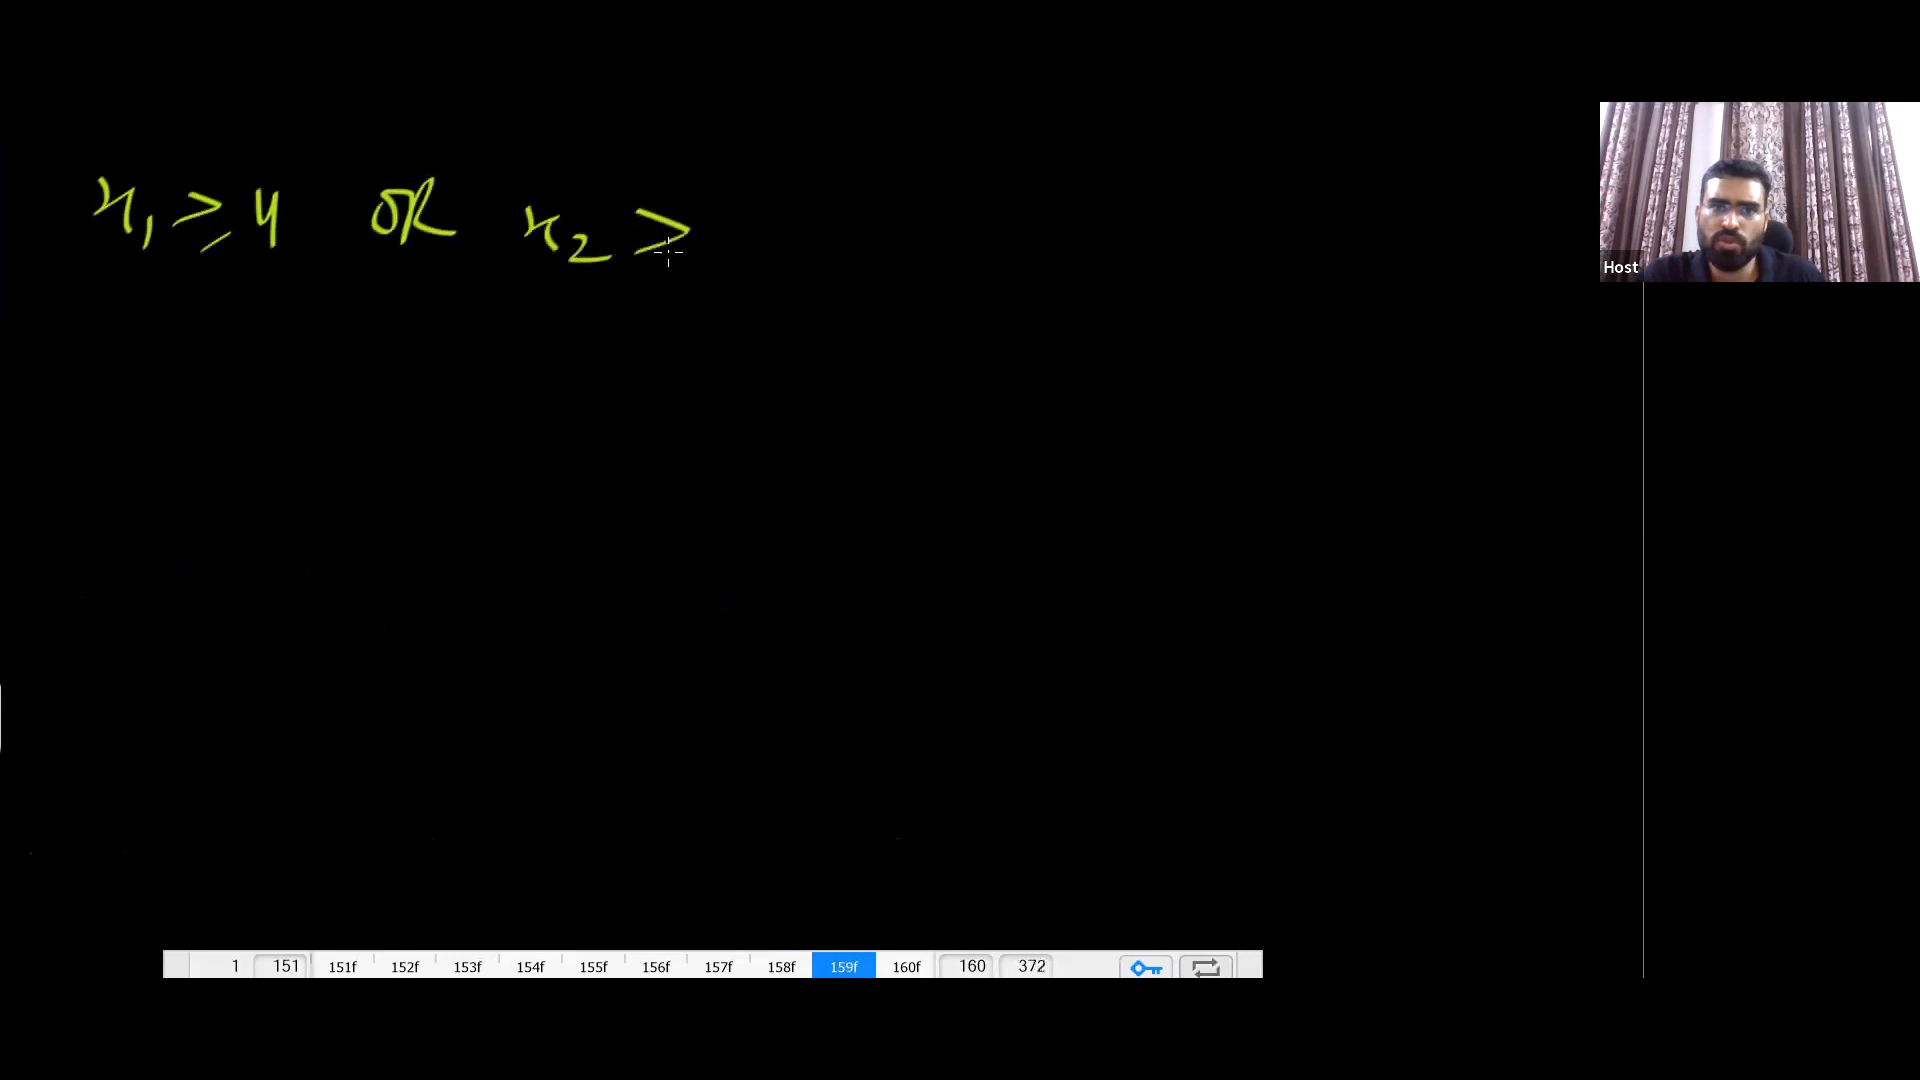 x₁ ≥ 4 OR x₂ >
Host
1 151 151f 152f 153f 154f 155f 156f 157f 158f 159f 160f 160 372